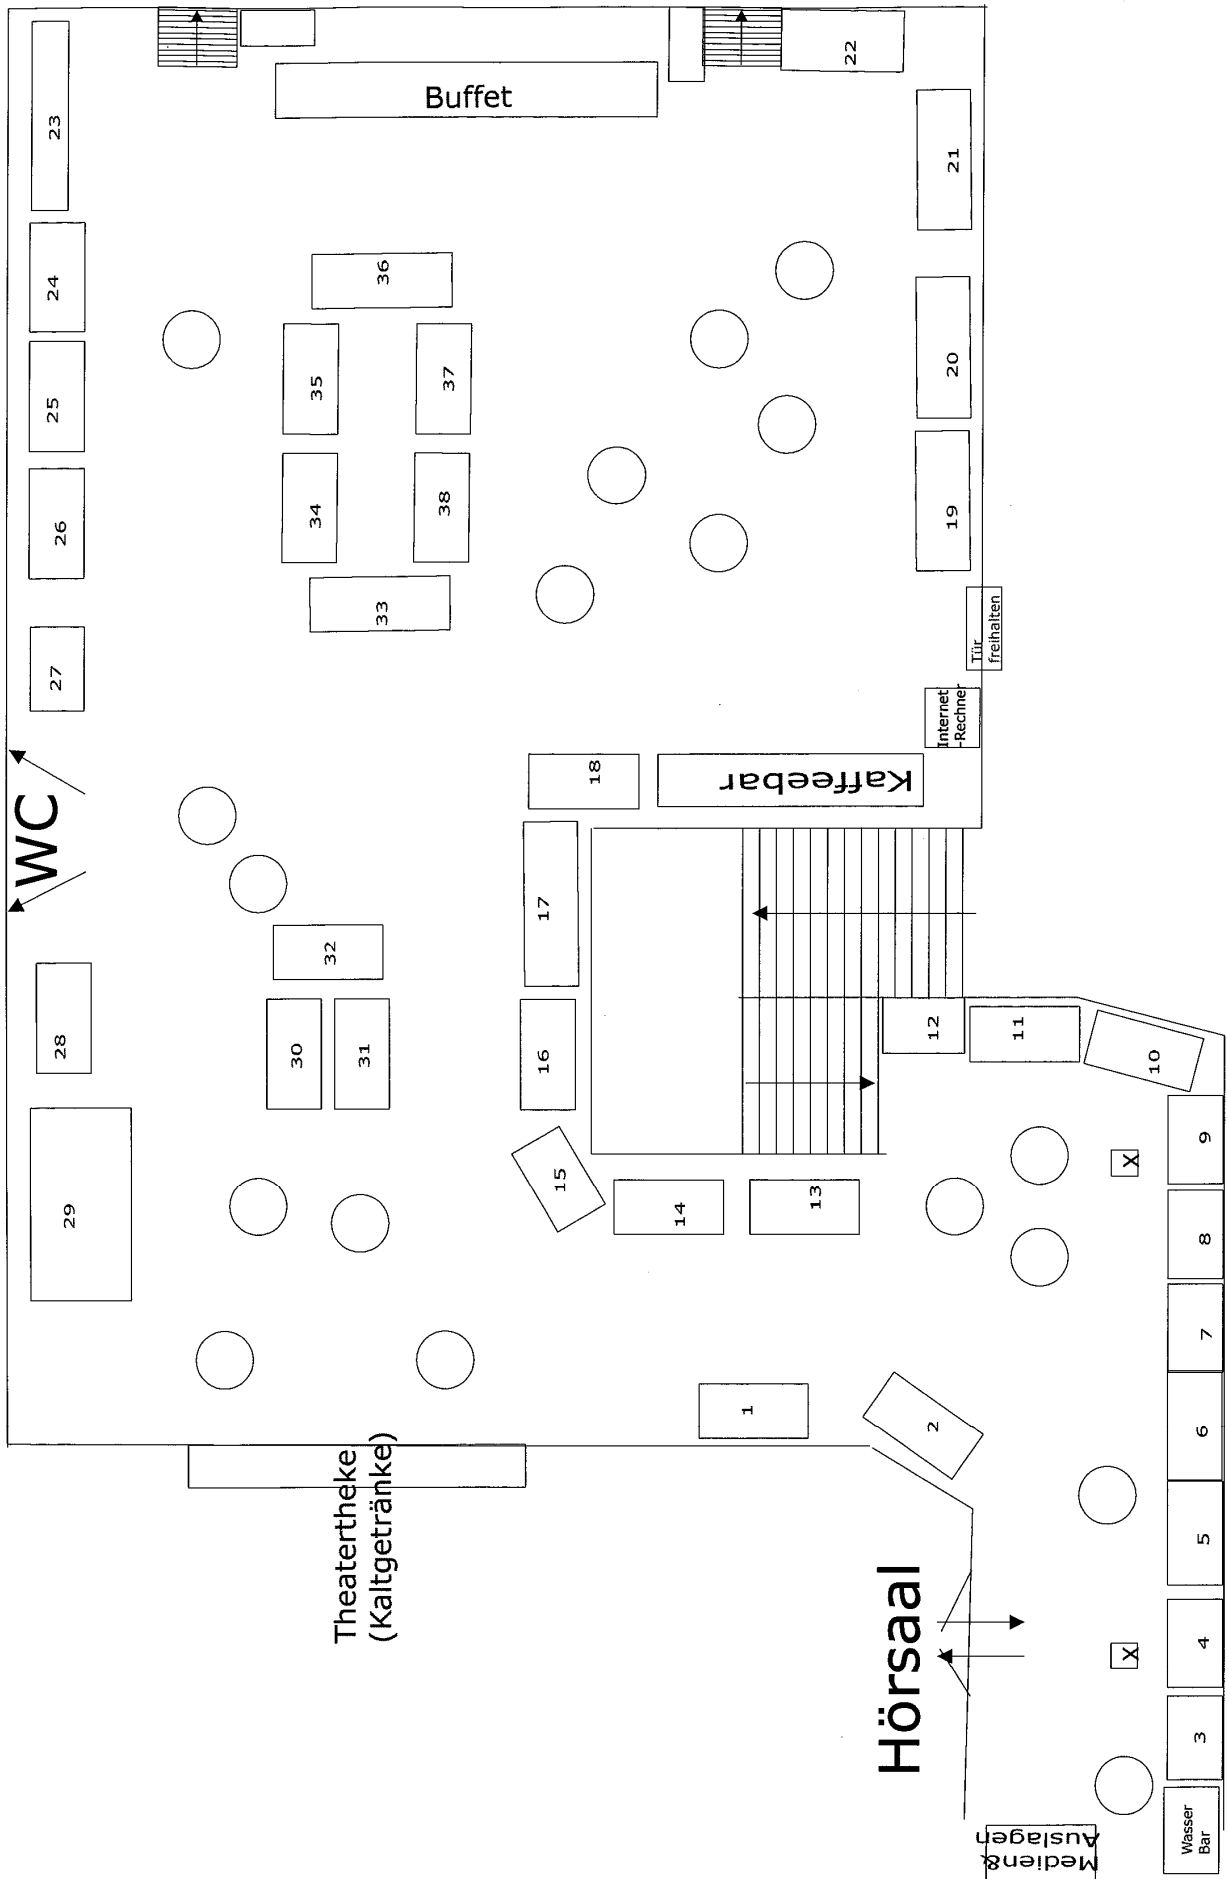 22
Buffet
23
21
24
36
20
35
37
25
34
38
19
26
33
Tür
freihalten
27
Internet
-Rechner
18
Kaffeebar
WC
17
32
28
30
31
16
12
11
10
15
29
14
13
9
8
7
1
2
6
Theatertheke
(Kaltgetränke)
5
Hörsaal
4
X
X
3
Medien&
Auslagen
Wasser
Bar